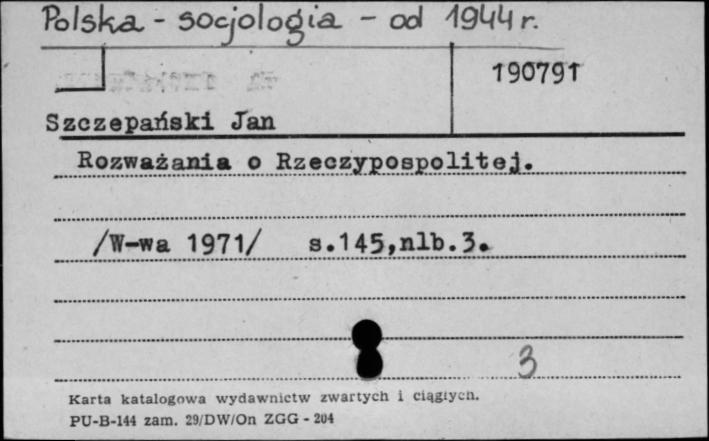 Polska - socjologia - od 1944 r.
190791
Szczepański Jan
Rozważania o Rzeczypospolitej.
/W-wa 1971/ s.145,nlb.3.
3
Karta katalogowa wydawnictw zwartych i ciągłych.
PU-B-144 zam. 29/DW/On ZGG - 204